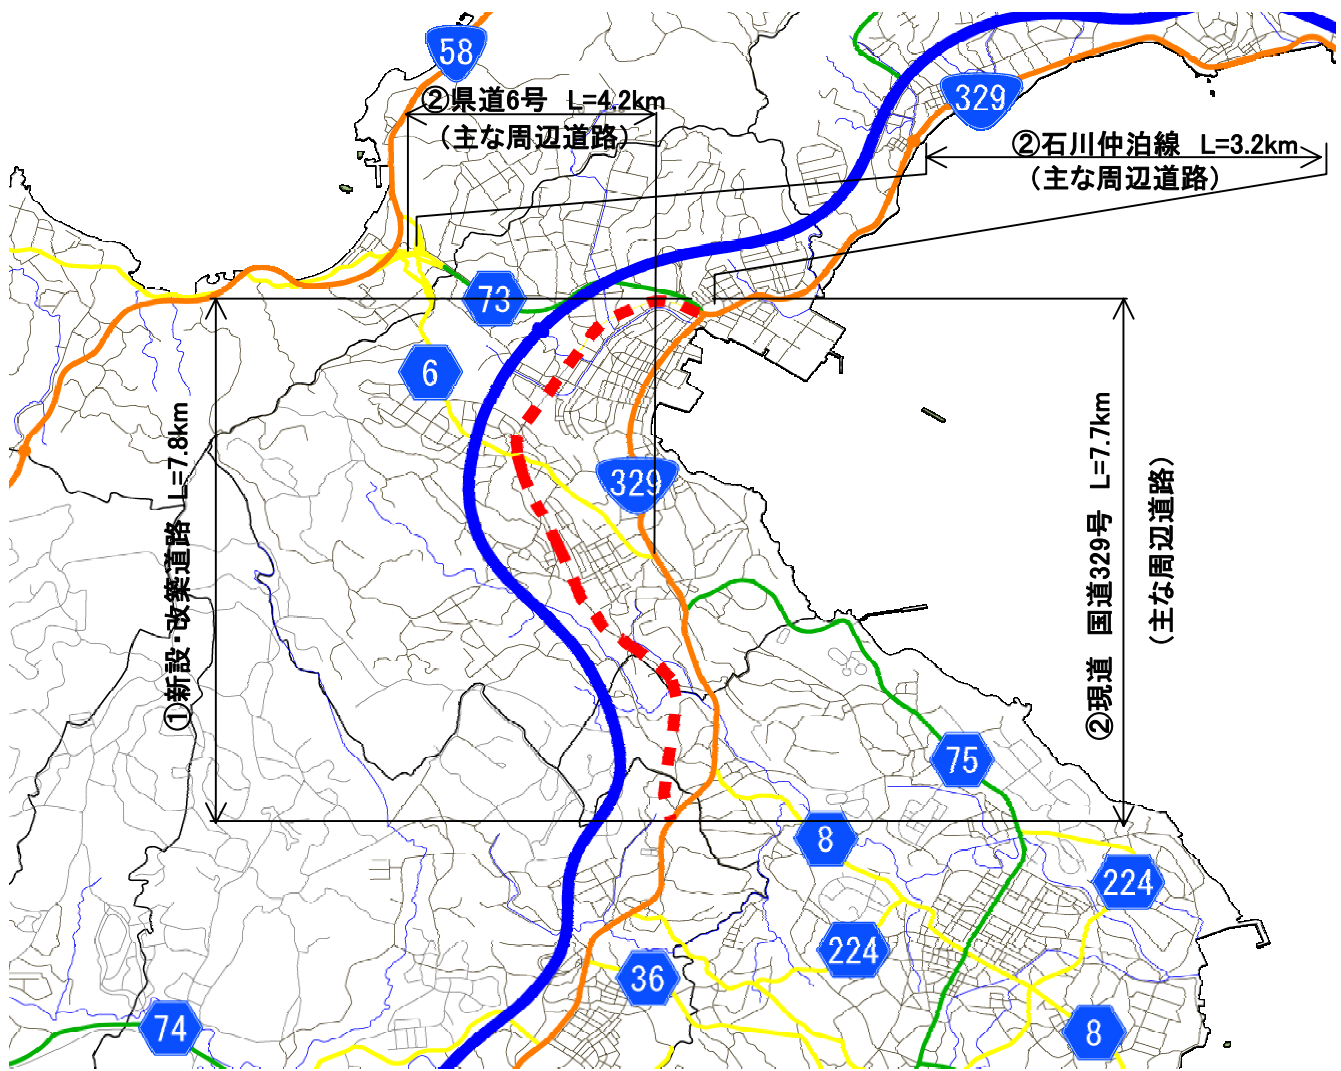 58
②県道6号 L=4.2km
（主な周辺道路）
329
②石川仲泊線 L=3.2km
（主な周辺道路）
73
6
329
①新設・改築道路 L=7.8km
②現道 国道329号 L=7.7km
（主な周辺道路）
75
8
224
224
36
74
8